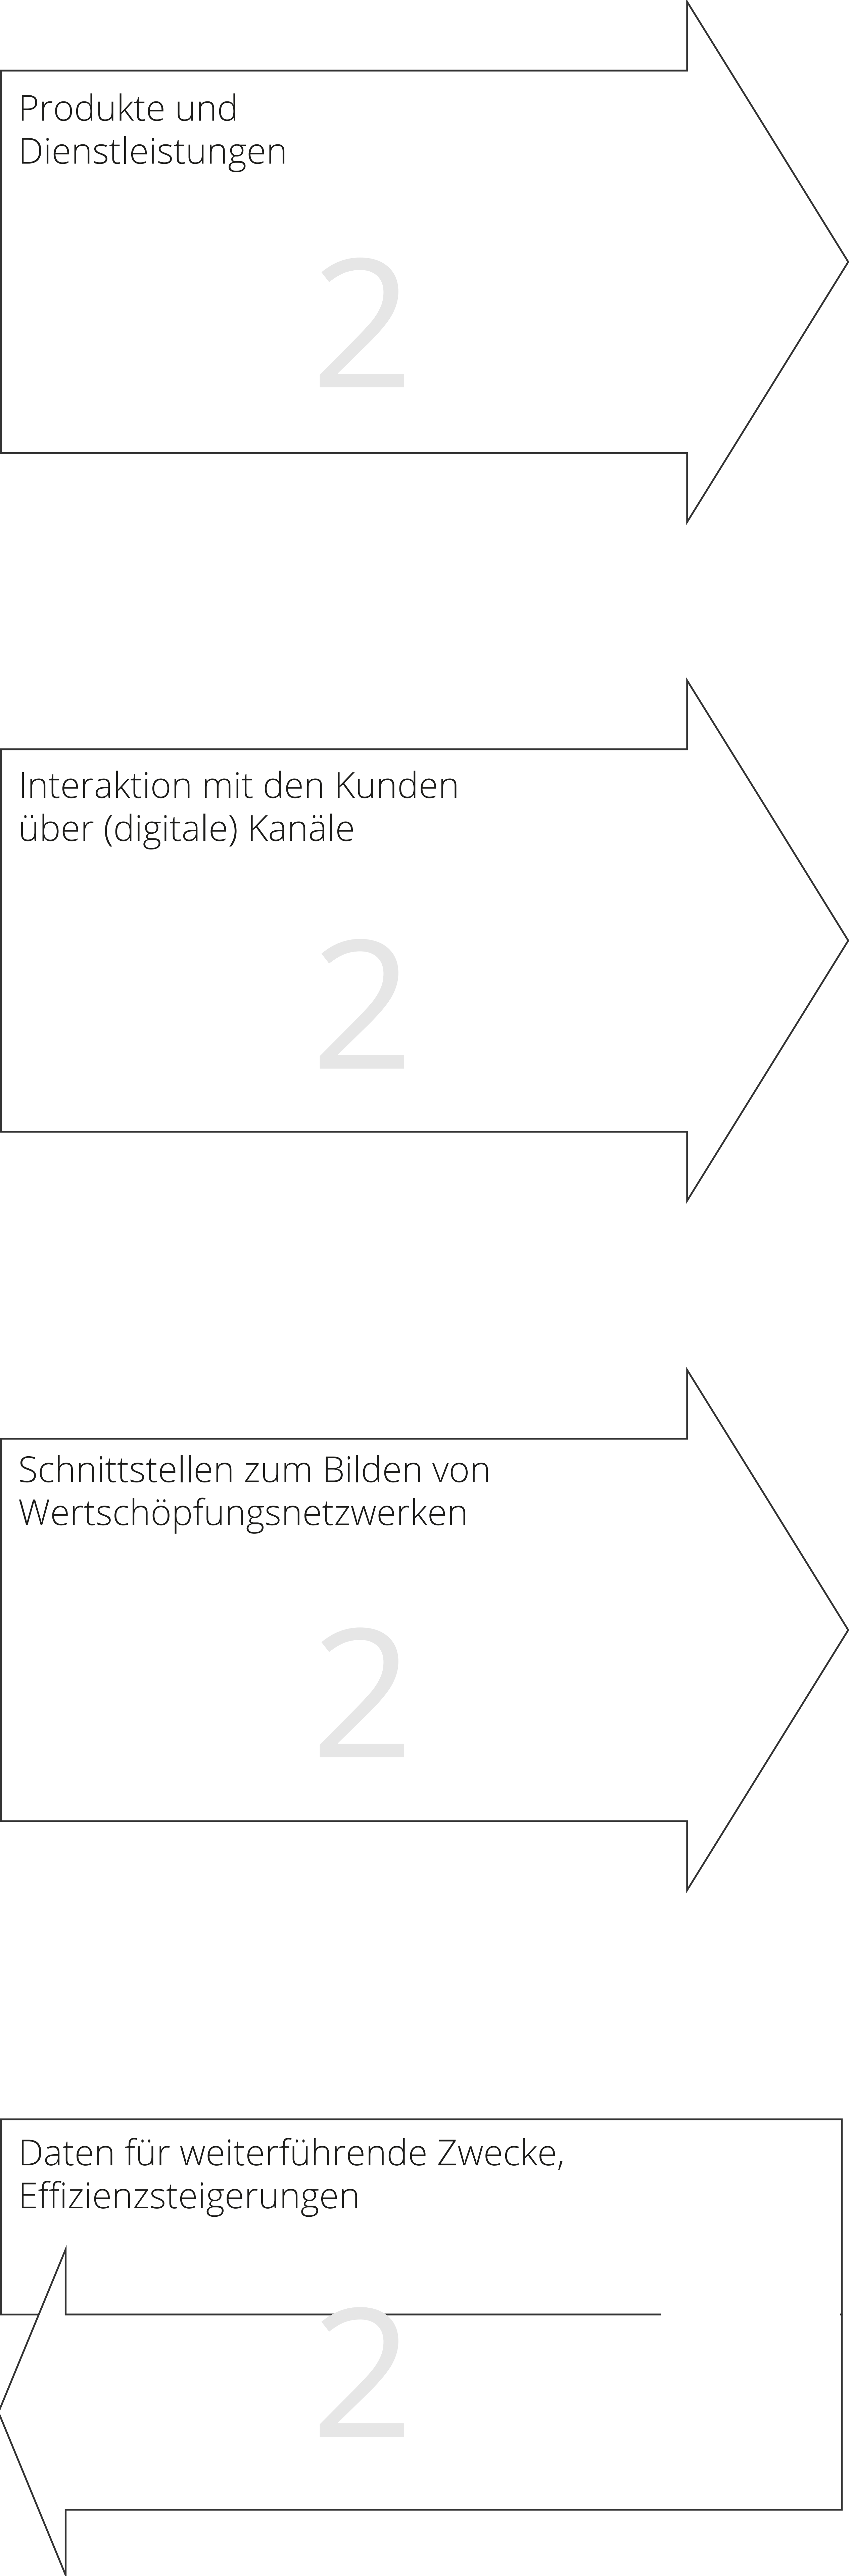 Produkte und
Dienstleistungen
2
Interaktion mit den Kunden
über (digitale) Kanäle
2
Schnittstellen zum Bilden von
Wertschöpfungsnetzwerken
2
Daten für weiterführende Zwecke,
Effizienzsteigerungen
2